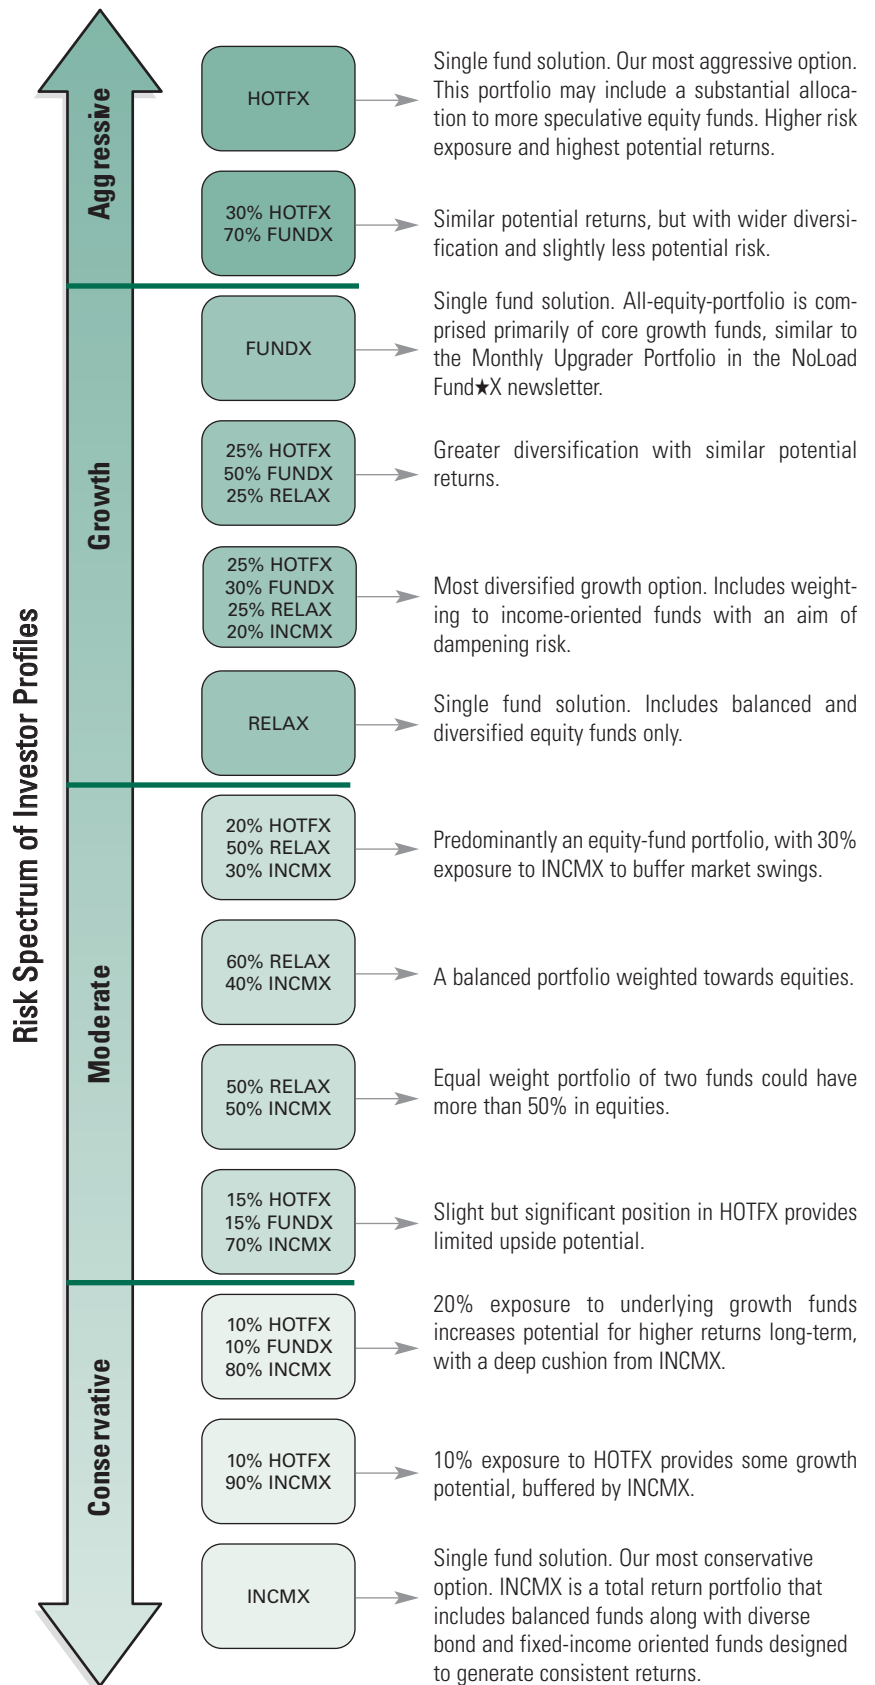 Risk Spectrum of Investor Profiles
Aggressive
HOTFX
Single fund solution. Our most aggressive option.
This portfolio may include a substantial alloca-
tion to more speculative equity funds. Higher risk
exposure and highest potential returns.
30% HOTFX
70% FUNDX
Similar potential returns, but with wider diversi-
fication and slightly less potential risk.
Growth
FUNDX
Single fund solution. All-equity-portfolio is com-
prised primarily of core growth funds, similar to
the Monthly Upgrader Portfolio in the NoLoad
Fund★X newsletter.
25% HOTFX
50% FUNDX
25% RELAX
Greater diversification with similar potential
returns.
25% HOTFX
30% FUNDX
25% RELAX
20% INCMX
Most diversified growth option. Includes weight-
ing to income-oriented funds with an aim of
dampening risk.
RELAX
Single fund solution. Includes balanced and
diversified equity funds only.
Moderate
20% HOTFX
50% RELAX
30% INCMX
Predominantly an equity-fund portfolio, with 30%
exposure to INCMX to buffer market swings.
60% RELAX
40% INCMX
A balanced portfolio weighted towards equities.
50% RELAX
50% INCMX
Equal weight portfolio of two funds could have
more than 50% in equities.
15% HOTFX
15% FUNDX
70% INCMX
Slight but significant position in HOTFX provides
limited upside potential.
Conservative
10% HOTFX
10% FUNDX
80% INCMX
20% exposure to underlying growth funds
increases potential for higher returns long-term,
with a deep cushion from INCMX.
10% HOTFX
90% INCMX
10% exposure to HOTFX provides some growth
potential, buffered by INCMX.
INCMX
Single fund solution. Our most conservative
option. INCMX is a total return portfolio that
includes balanced funds along with diverse
bond and fixed-income oriented funds designed
to generate consistent returns.